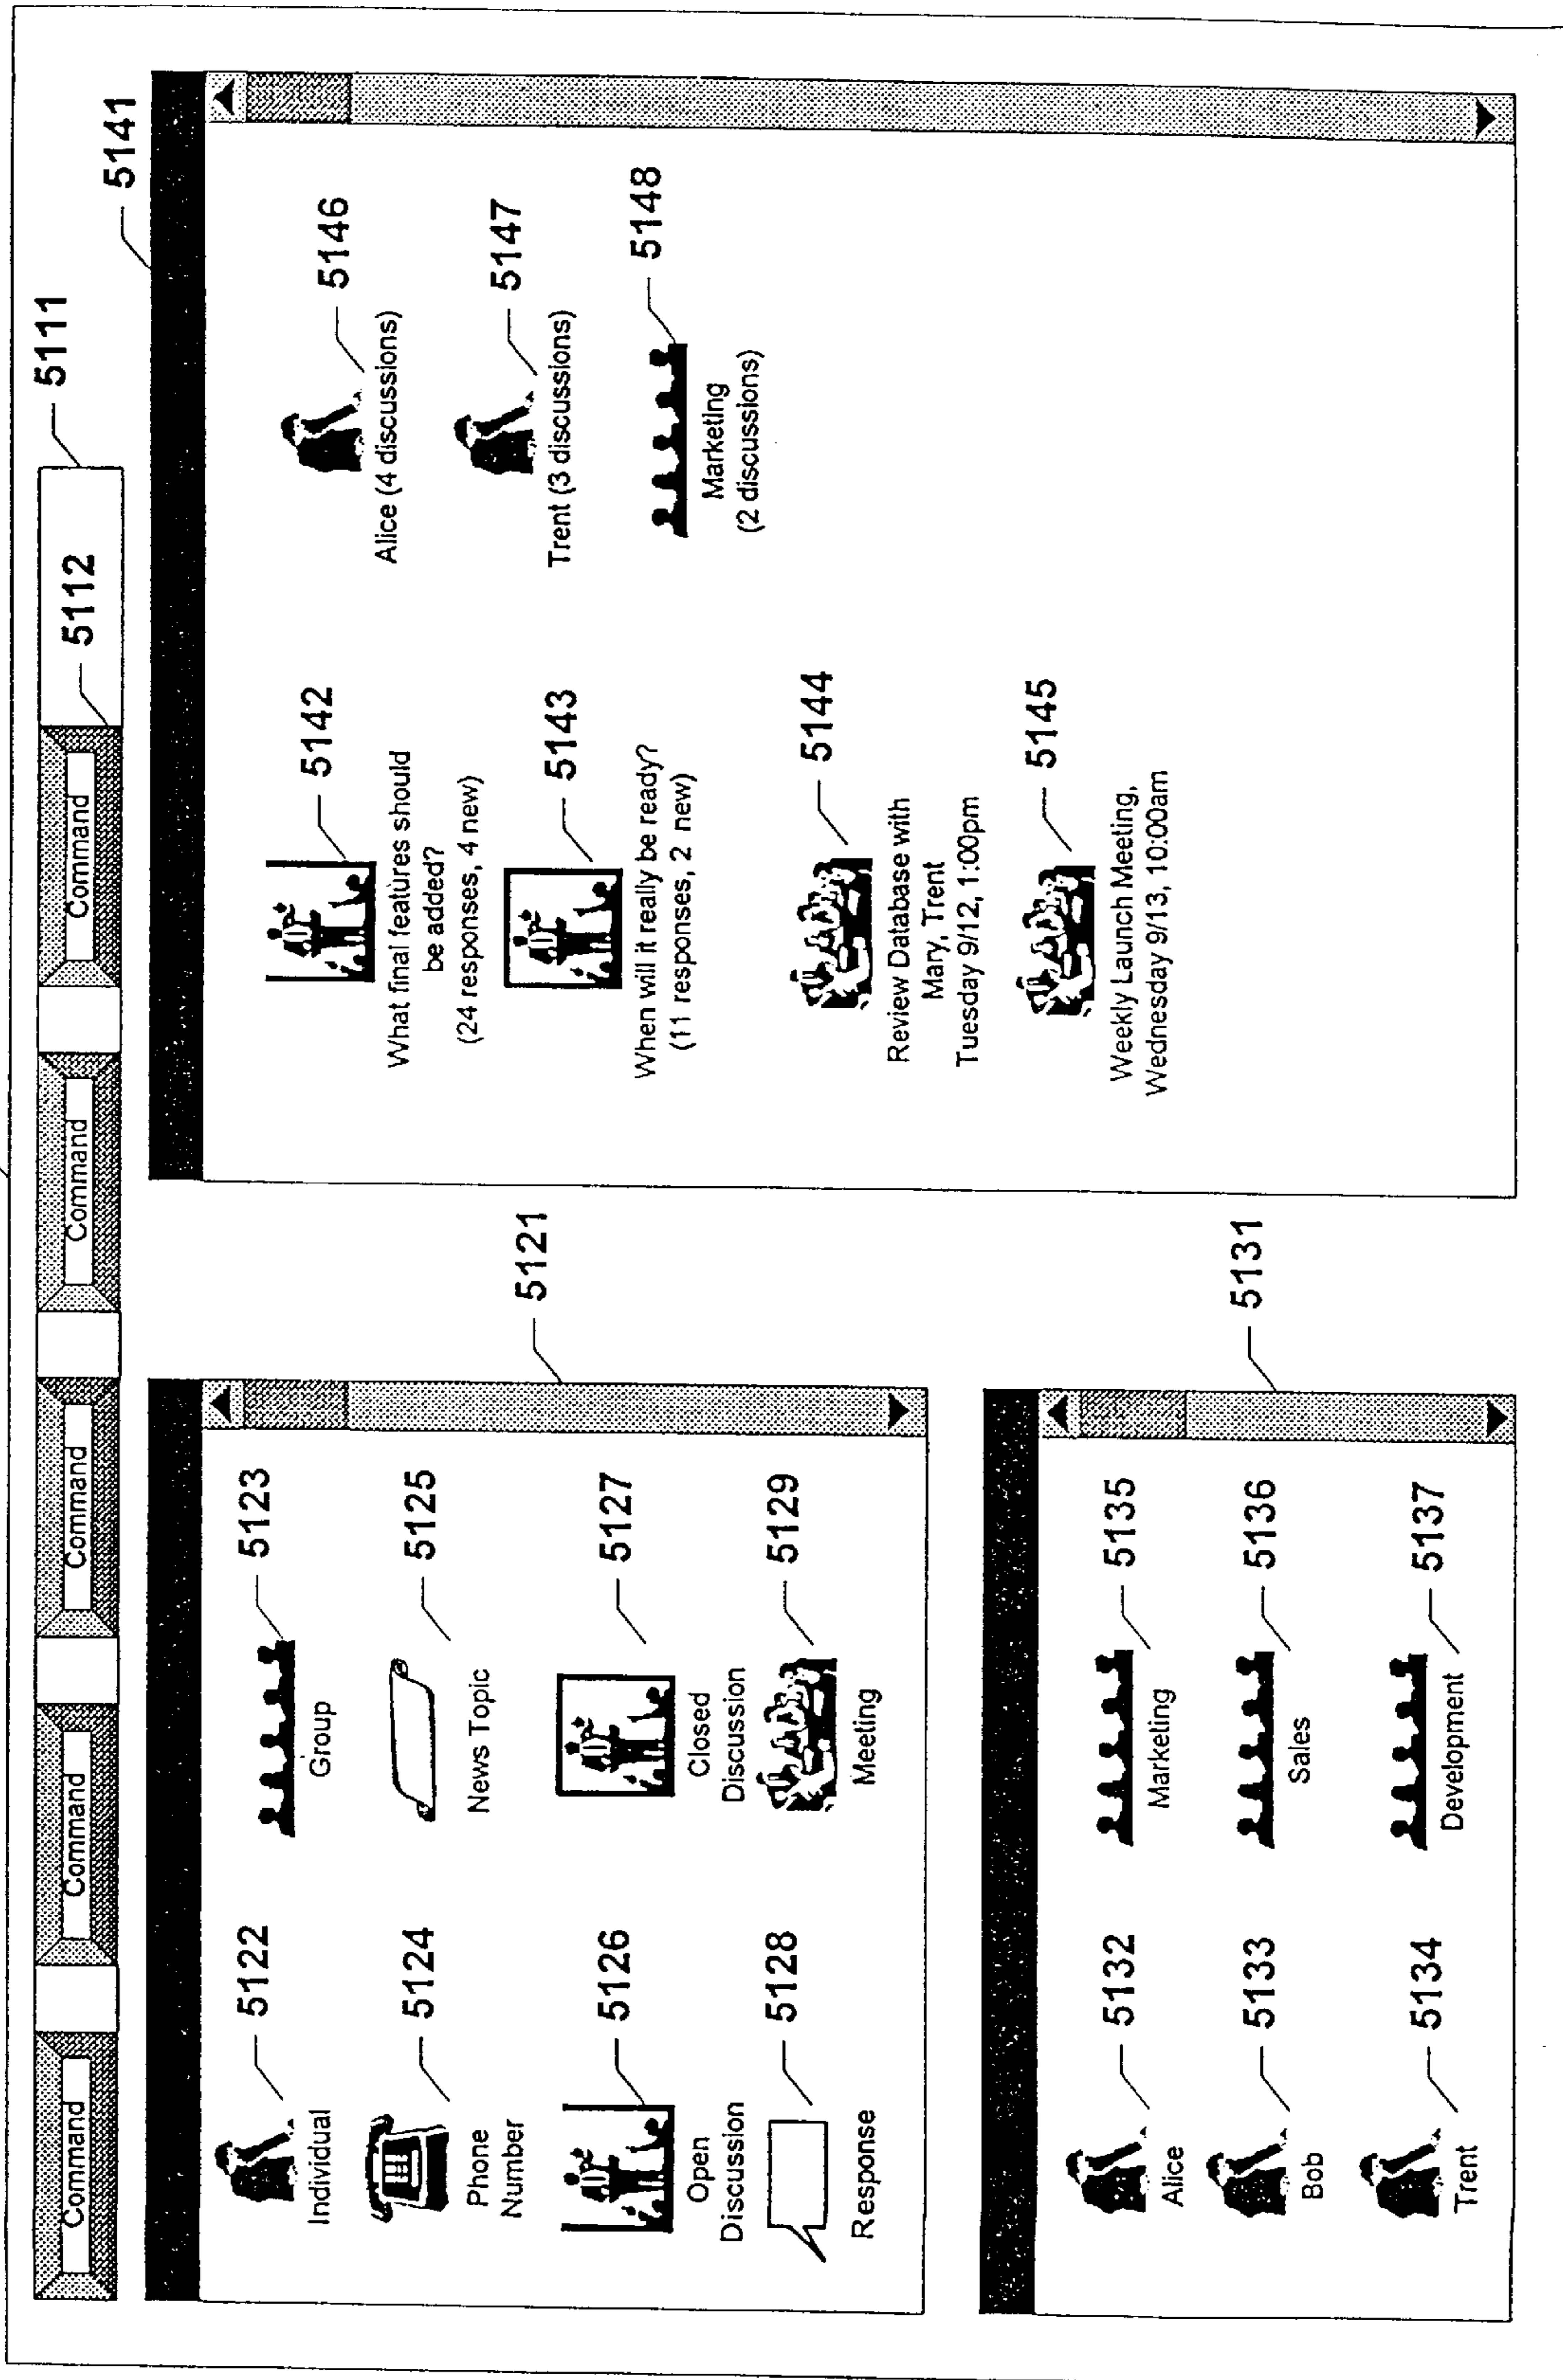 5111
Command
Command
Command
Command
Command
5112
5141
5122
Individual
5123
Group
5124
Phone
Number
5125
News Topic
5126
Open
Discussion
5127
Closed
Discussion
5128
Response
5129
Meeting
5121
5132
Alice
5135
Marketing
5133
Bob
5136
Sales
5134
Trent
5137
Development
5131
5142
What final features should
be added?
(24 responses, 4 new)
5143
When will it really be ready?
(11 responses, 2 new)
5144
Review Database with
Mary, Trent
Tuesday 9/12, 1:00pm
5145
Weekly Launch Meeting,
Wednesday 9/13, 10:00am
5146
Alice (4 discussions)
5147
Trent (3 discussions)
5148
Marketing
(2 discussions)